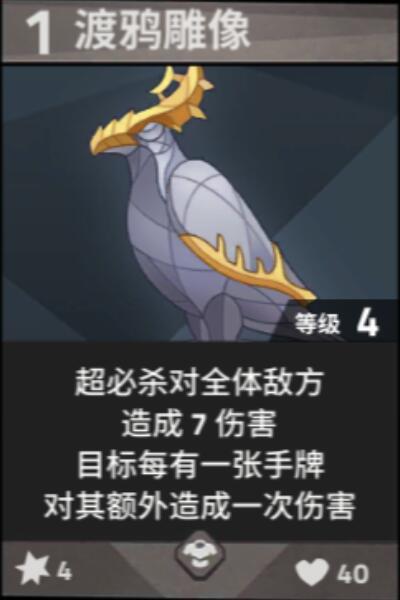 1 渡鸦雕像
等级 4
超必杀对全体敌方
造成 7 伤害
目标每有一张手牌
对其额外造成一次伤害
4
40